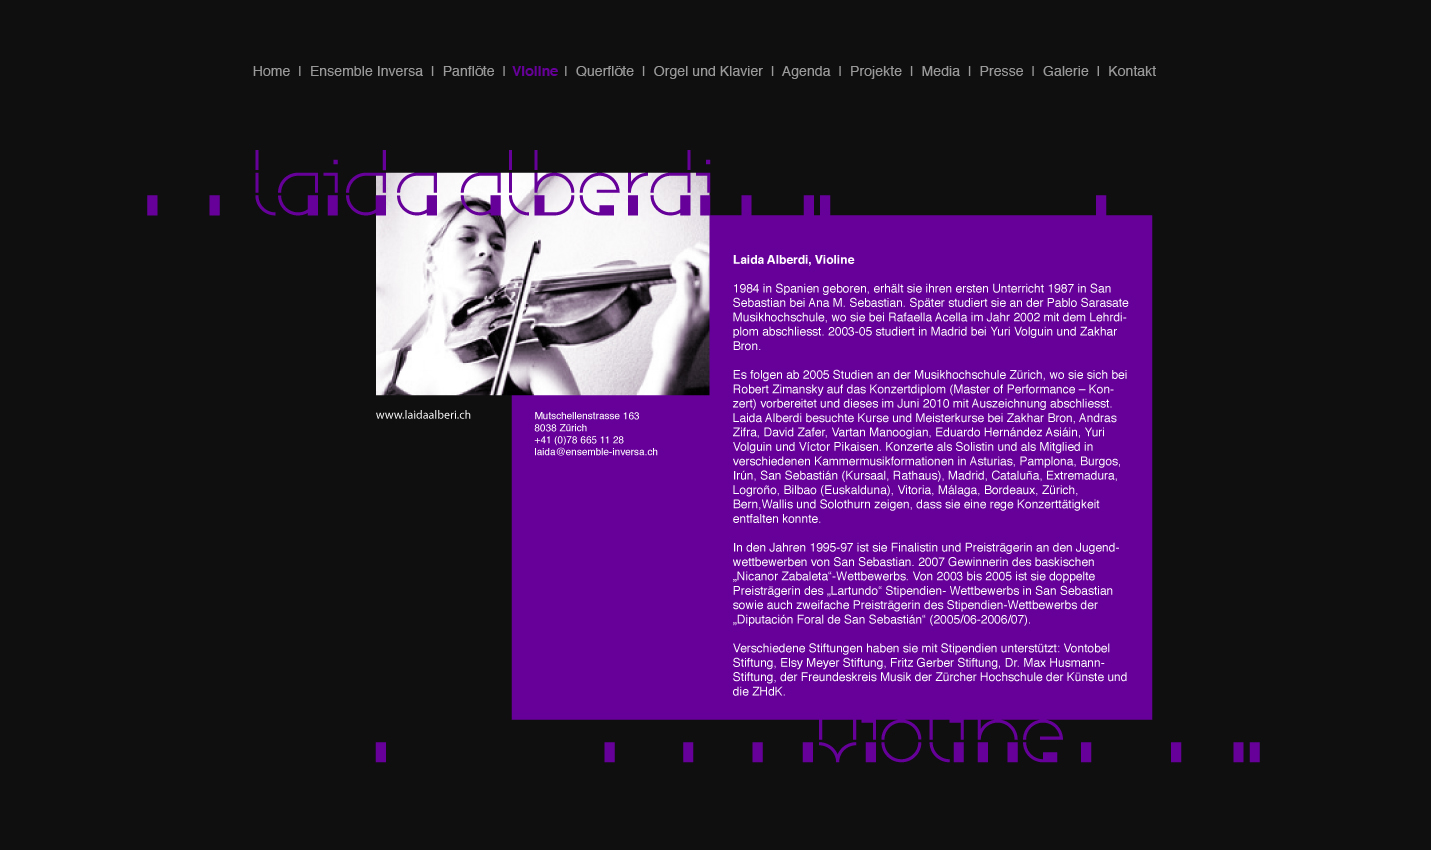 Home I Ensemble Inversa I Panflöte I Violine I Querflöte I Orgel und Klavier I Agenda I Projekte I Media I Presse I Galerie I Kontakt
laida alberdi
Laida Alberdi, Violine
1984 in Spanien geboren, erhält sie ihren ersten Unterricht 1987 in San
Sebastian bei Ana M. Sebastian. Später studiert sie an der Pablo Sarasate
Musikhochschule, wo sie bei Rafaella Acella im Jahr 2002 mit dem Lehrdi-
plom abschliesst. 2003-05 studiert in Madrid bei Yuri Volguin und Zakhar
Bron.
Es folgen ab 2005 Studien an der Musikhochschule Zürich, wo sie sich bei
Robert Zimansky auf das Konzertdiplom (Master of Performance – Kon-
zert) vorbereitet und dieses im Juni 2010 mit Auszeichnung abschliesst.
Laida Alberdi besuchte Kurse und Meisterkurse bei Zakhar Bron, Andras
Zifra, David Zafer, Vartan Manoogian, Eduardo Hernández Asiáin, Yuri
Volguin und Víctor Pikaisen. Konzerte als Solistin und als Mitglied in
verschiedenen Kammermusikformationen in Asturias, Pamplona, Burgos,
Irún, San Sebastián (Kursaal, Rathaus), Madrid, Cataluña, Extremadura,
Logroño, Bilbao (Euskalduna), Vitoria, Málaga, Bordeaux, Zürich,
Bern,Wallis und Solothurn zeigen, dass sie eine rege Konzerttätigkeit
entfalten konnte.
In den Jahren 1995-97 ist sie Finalistin und Preisträgerin an den Jugend-
wettbewerben von San Sebastian. 2007 Gewinnerin des baskischen
„Nicanor Zabaleta“-Wettbewerbs. Von 2003 bis 2005 ist sie doppelte
Preisträgerin des „Lartundo“ Stipendien- Wettbewerbs in San Sebastian
sowie auch zweifache Preisträgerin des Stipendien-Wettbewerbs der
„Diputación Foral de San Sebastián“ (2005/06-2006/07).
Verschiedene Stiftungen haben sie mit Stipendien unterstützt: Vontobel
Stiftung, Elsy Meyer Stiftung, Fritz Gerber Stiftung, Dr. Max Husmann-
Stiftung, der Freundeskreis Musik der Zürcher Hochschule der Künste und
die ZHdK.
www.laidaalberi.ch
Mutschellenstrasse 163
8038 Zürich
+41 (0)78 665 11 28
laida@ensemble-inversa.ch
violine